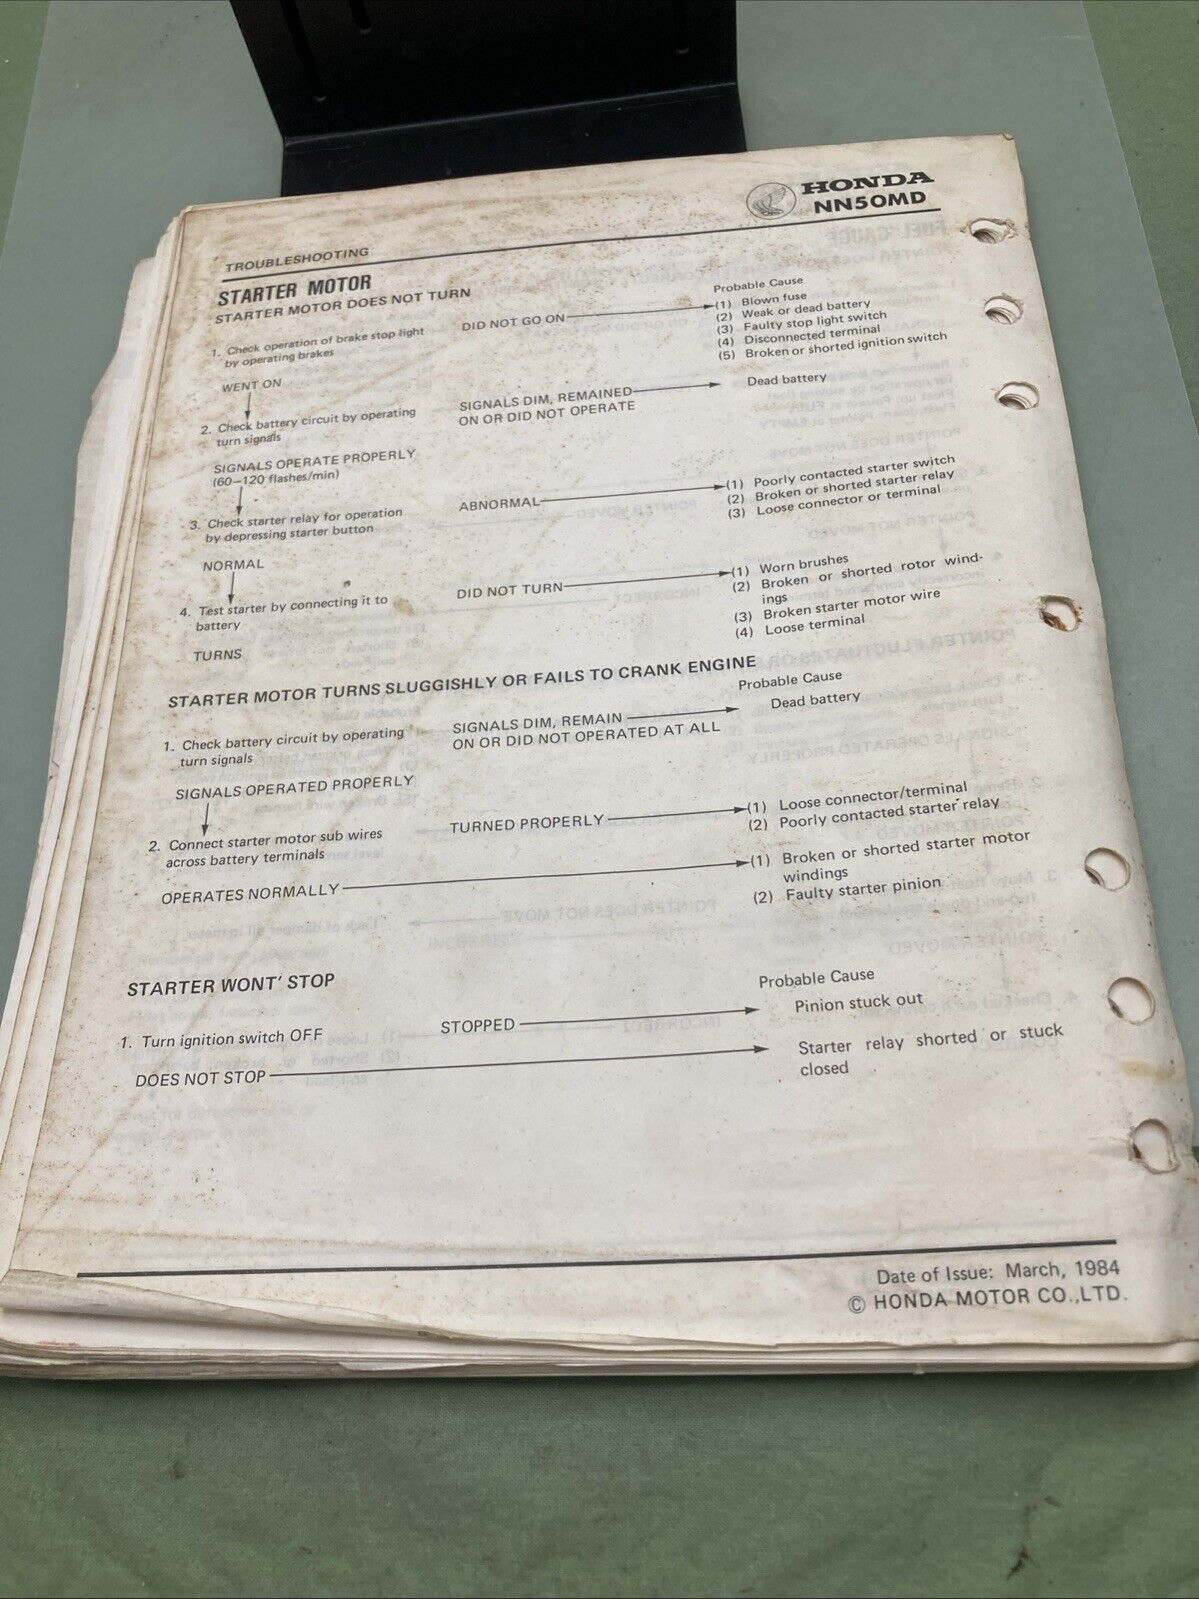 HONDA
NN50MD
TROUBLESHOOTING
STARTER MOTOR
STARTER MOTOR DOES NOT TURN
Probable Cause
1. Check operation of brake stop light
by operating brakes
DID NOT GO ON
(1) Blown fuse
(2) Weak or dead battery
(3) Faulty stop light switch
(4) Disconnected terminal
(5) Broken or shorted ignition switch
WENT ON
2. Check battery circuit by operating
turn signals
SIGNALS DIM, REMAINED
ON OR DID NOT OPERATE
Dead battery
SIGNALS OPERATE PROPERLY
(60–120 flashes/min)
3. Check starter relay for operation
by depressing starter button
ABNORMAL
(1) Poorly contacted starter switch
(2) Broken or shorted starter relay
(3) Loose connector or terminal
NORMAL
4. Test starter by connecting it to
battery
DID NOT TURN
(1) Worn brushes
(2) Broken or shorted rotor wind-
ings
(3) Broken starter motor wire
(4) Loose terminal
TURNS
STARTER MOTOR TURNS SLUGGISHLY OR FAILS TO CRANK ENGINE
Probable Cause
1. Check battery circuit by operating
turn signals
SIGNALS DIM, REMAIN
ON OR DID NOT OPERATED AT ALL
Dead battery
SIGNALS OPERATED PROPERLY
2. Connect starter motor sub wires
across battery terminals
TURNED PROPERLY
(1) Loose connector/terminal
(2) Poorly contacted starter relay
OPERATES NORMALLY
(1) Broken or shorted starter motor
windings
(2) Faulty starter pinion
STARTER WONT' STOP
Probable Cause
1. Turn ignition switch OFF
STOPPED
Pinion stuck out
DOES NOT STOP
Starter relay shorted or stuck
closed
Date of Issue: March, 1984
© HONDA MOTOR CO.,LTD.